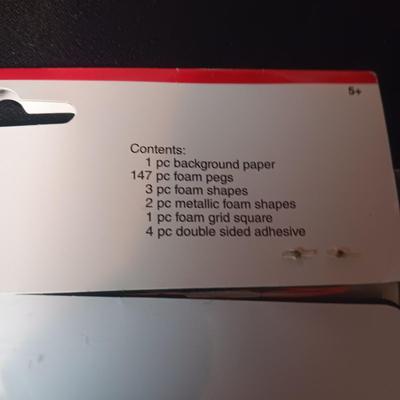 5+
Contents:
1 pc background paper
147 pc foam pegs
3 pc foam shapes
2 pc metallic foam shapes
1 pc foam grid square
4 pc double sided adhesive